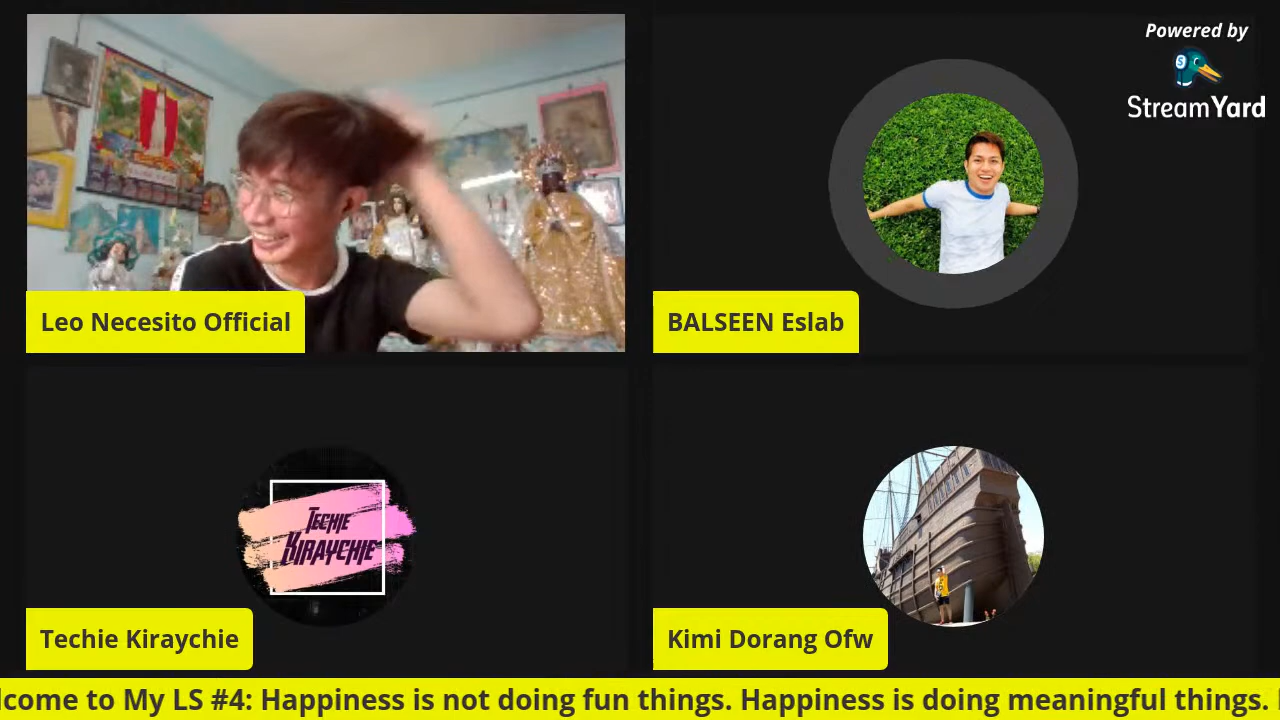 Powered by
StreamYard
Leo Necesito Official
BALSEEN Eslab
TECHIE
KIRAYCHIE
Techie Kiraychie
Kimi Dorang Ofw
lcome to My LS #4: Happiness is not doing fun things. Happiness is doing meaningful things.